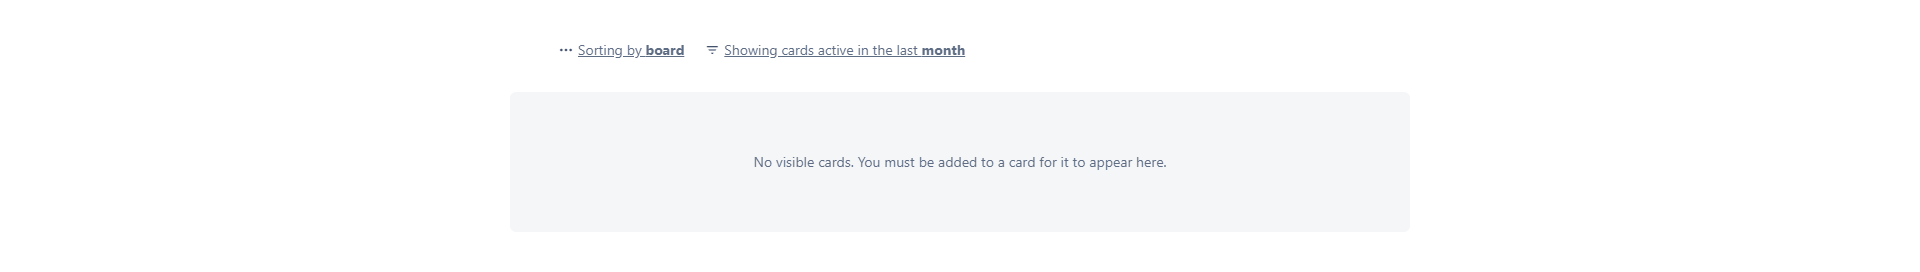 Sorting by board Showing cards active in the last month
No visible cards. You must be added to a card for it to appear here.